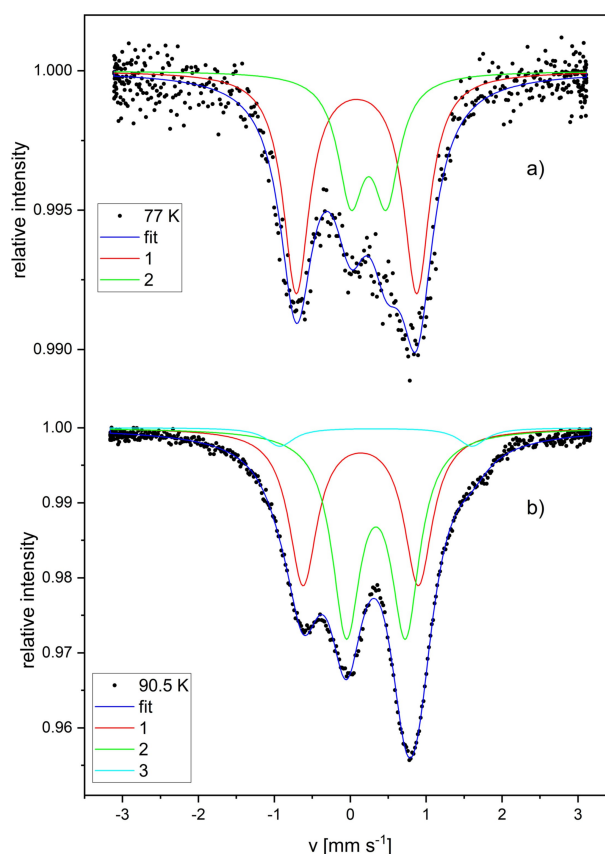 1.000
0.995
0.990
relative intensity
a)
77 K
fit
1
2
1.00
0.99
0.98
0.97
0.96
relative intensity
b)
90.5 K
fit
1
2
3
-3 -2 -1 0 1 2 3
v [mm s⁻¹]